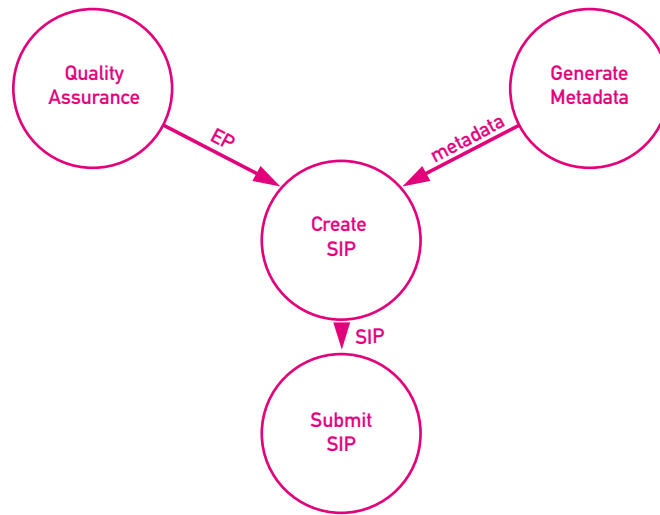 Quality
Assurance
Generate
Metadata
EP
metadata
Create
SIP
SIP
Submit
SIP